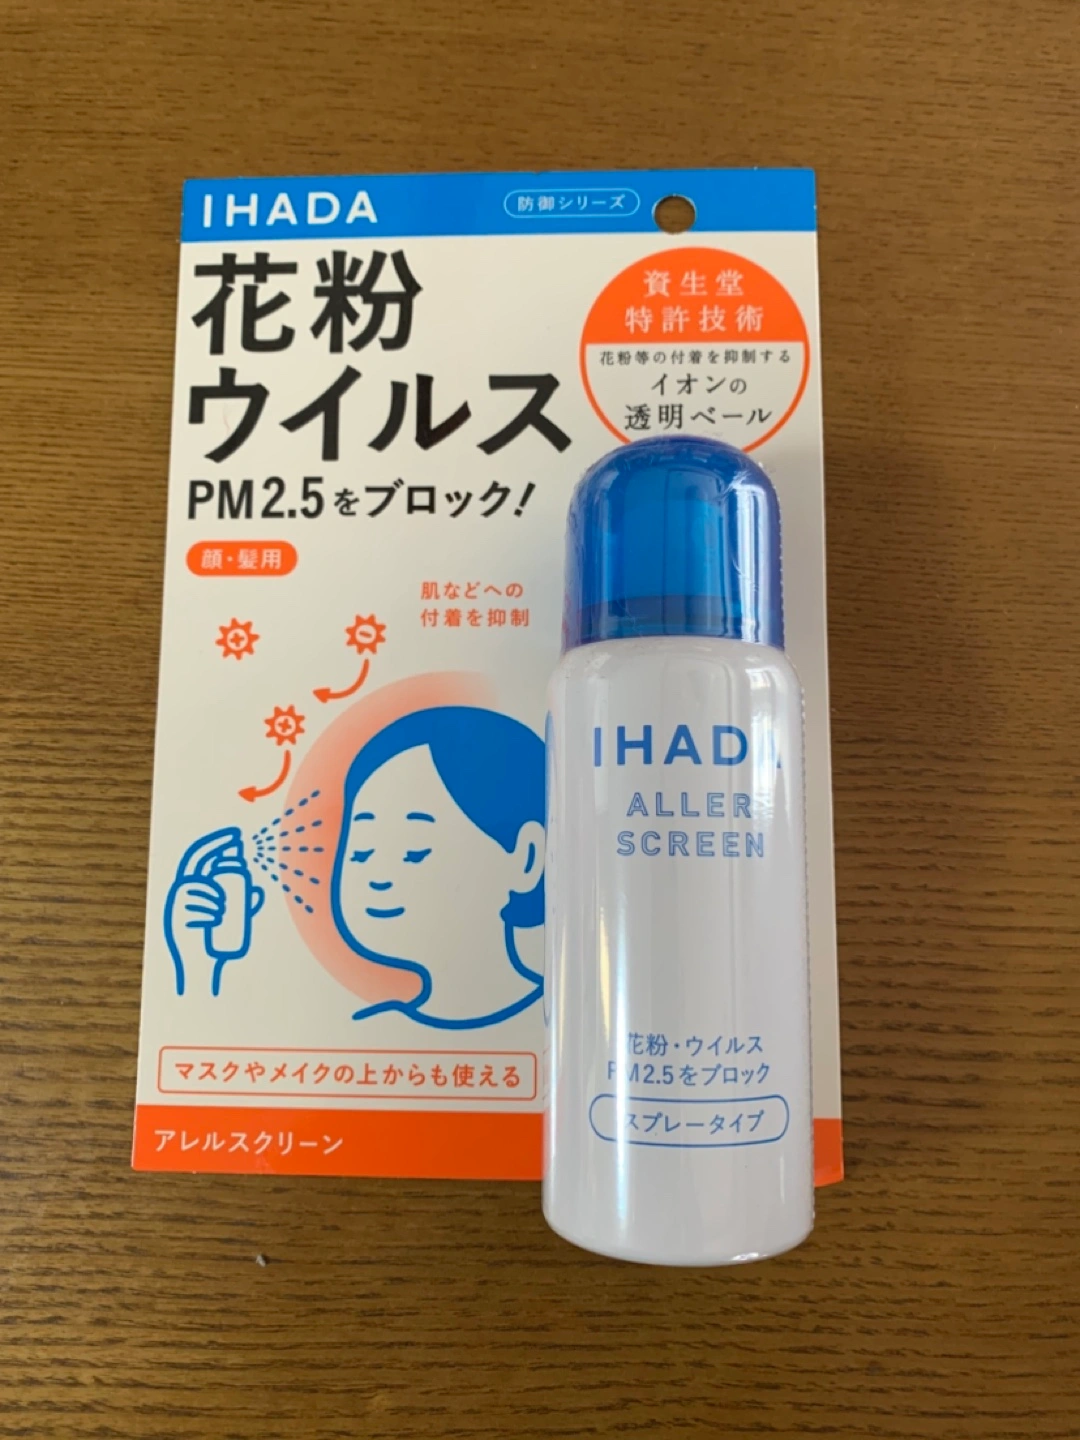 IHADA
防御シリーズ
花粉
ウイルス
PM2.5をブロック!
資生堂
特許技術
花粉等の付着を抑制する
イオンの
透明ベール
顔・髪用
肌などへの
付着を抑制
マスクやメイクの上からも使える
アレルスクリーン
IHADA
ALLER
SCREEN
花粉・ウイルス
PM2.5をブロック
スプレータイプ